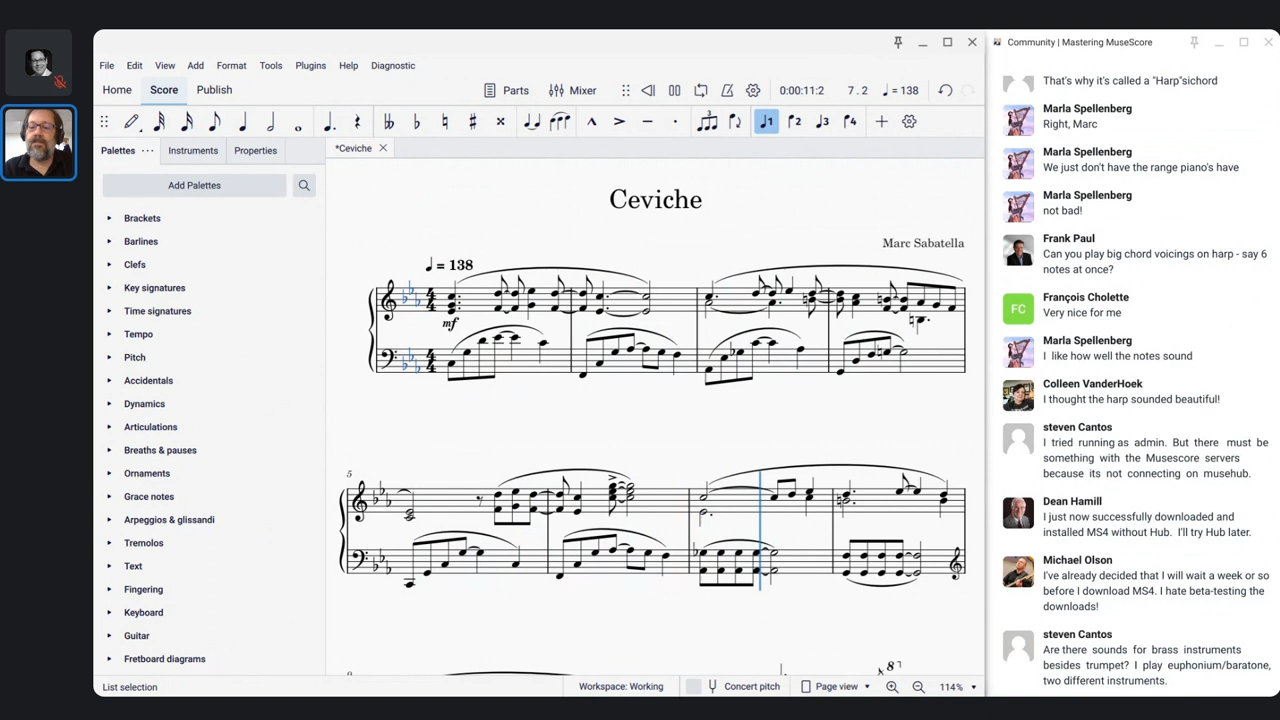 Community | Mastering MuseScore
File Edit View Add Format Tools Plugins Help Diagnostic
Home Score Publish Parts Mixer 0:00:11:2 7 . 2 = 138
1 2 3 4
Palettes ... Instruments Properties *Ceviche
Add Palettes
Brackets
Barlines
Clefs
Key signatures
Time signatures
Tempo
Pitch
Accidentals
Dynamics
Articulations
Breaths & pauses
Ornaments
Grace notes
Arpeggios & glissandi
Tremolos
Text
Fingering
Keyboard
Guitar
Fretboard diagrams
Ceviche
Marc Sabatella
= 138
4
4
mf
4
4
5
9
8
List selection Workspace: Working Concert pitch Page view 114%
That's why it's called a "Harp"sichord
Marla Spellenberg
Right, Marc
Marla Spellenberg
We just don't have the range piano's have
Marla Spellenberg
not bad!
Frank Paul
Can you play big chord voicings on harp - say 6
notes at once?
FC
François Cholette
Very nice for me
Marla Spellenberg
I like how well the notes sound
Colleen VanderHoek
I thought the harp sounded beautiful!
steven Cantos
I tried running as admin. But there must be
something with the Musescore servers
because its not connecting on musehub.
Dean Hamill
I just now successfully downloaded and
installed MS4 without Hub. I'll try Hub later.
Michael Olson
I've already decided that I will wait a week or so
before I download MS4. I hate beta-testing the
downloads!
steven Cantos
Are there sounds for brass instruments
besides trumpet? I play euphonium/baratone,
two different instruments.